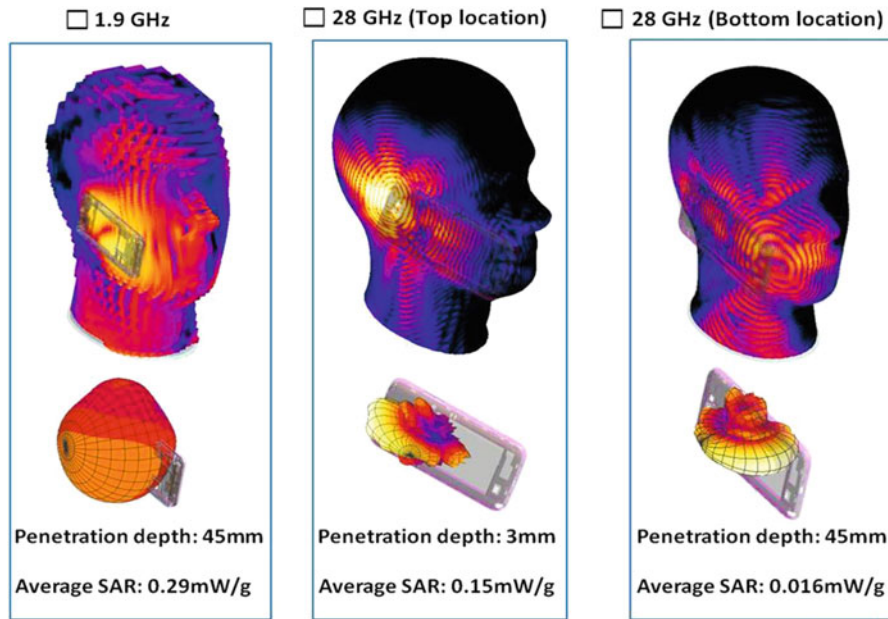 1.9 GHz
28 GHz (Top location)
28 GHz (Bottom location)
Penetration depth: 45mm
Average SAR: 0.29mW/g
Penetration depth: 3mm
Average SAR: 0.15mW/g
Penetration depth: 45mm
Average SAR: 0.016mW/g